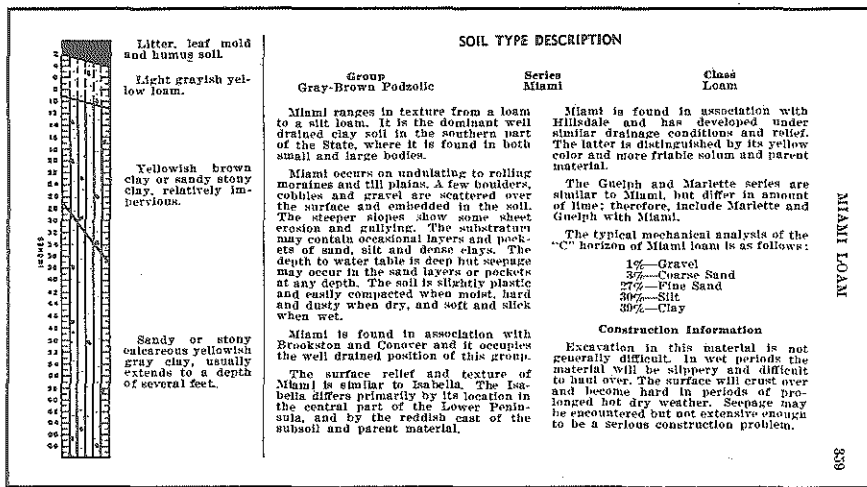 Litter, leaf mold
and humus soil.
Light grayish yel-
low loam.
Yellowish brown
clay or sandy stony
clay, relatively im-
pervious.
Sandy or stony
calcareous yellowish
gray clay, usually
extends to a depth
of several feet.
INCHES
SOIL TYPE DESCRIPTION
Group
Gray-Brown Podzolic
Series
Miami
Class
Loam
Miami ranges in texture from a loam
to a silt loam. It is the dominant well
drained clay soil in the southern part
of the State, where it is found in both
small and large bodies.
Miami occurs on undulating to rolling
moraines and till plains. A few boulders,
cobbles and gravel are scattered over
the surface and embedded in the soil.
The steeper slopes show some sheet
erosion and gullying. The substratum
may contain occasional layers and pock-
ets of sand, silt and dense clays. The
depth to water table is deep but seepage
may occur in the sand layers or pockets
at any depth. The soil is slightly plastic
and easily compacted when moist, hard
and dusty when dry, and soft and slick
when wet.
Miami is found in association with
Brookston and Conover and it occupies
the well drained position of this group.
The surface relief and texture of
Miami is similar to Isabella. The Isa-
bella differs primarily by its location in
the central part of the Lower Penin-
sula, and by the reddish cast of the
subsoil and parent material.
Miami is found in association with
Hillsdale and has developed under
similar drainage conditions and relief.
The latter is distinguished by its yellow
color and more friable solum and parent
material.
The Guelph and Marlette series are
similar to Miami, but differ in amount
of lime; therefore, include Marlette and
Guelph with Miami.
The typical mechanical analysis of the
"C" horizon of Miami loam is as follows:
1%—Gravel
3%—Coarse Sand
27%—Fine Sand
30%—Silt
39%—Clay
Construction Information
Excavation in this material is not
generally difficult. In wet periods the
material will be slippery and difficult
to haul over. The surface will crust over
and become hard in periods of pro-
longed hot dry weather. Seepage may
be encountered but not extensive enough
to be a serious construction problem.
MIAMI LOAM
359